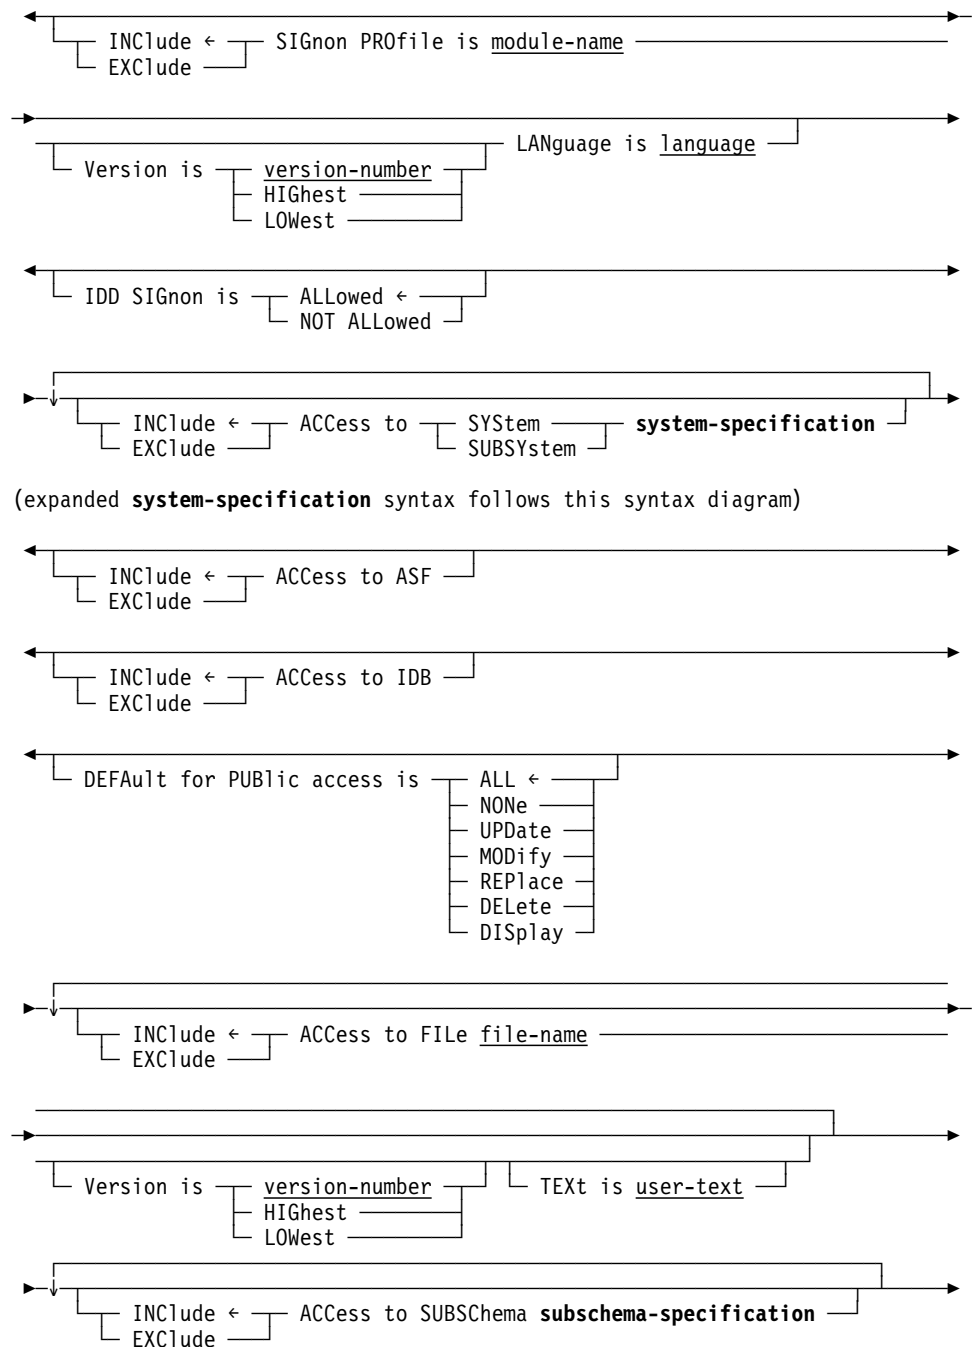 INClude ← SIGnon PROfile is module-name
EXClude
LANguage is language
Version is version-number
HIGhest
LOWest
IDD SIGnon is ALLowed ←
NOT ALLowed
INClude ← ACCess to SYStem system-specification
EXClude SUBSYstem
(expanded system-specification syntax follows this syntax diagram)
INClude ← ACCess to ASF
EXClude
INClude ← ACCess to IDB
EXClude
DEFAult for PUBlic access is ALL ←
NONe
UPDate
MODify
REPlace
DELete
DISplay
INClude ← ACCess to FILe file-name
EXClude
Version is version-number TEXt is user-text
HIGhest
LOWest
INClude ← ACCess to SUBSChema subschema-specification
EXClude